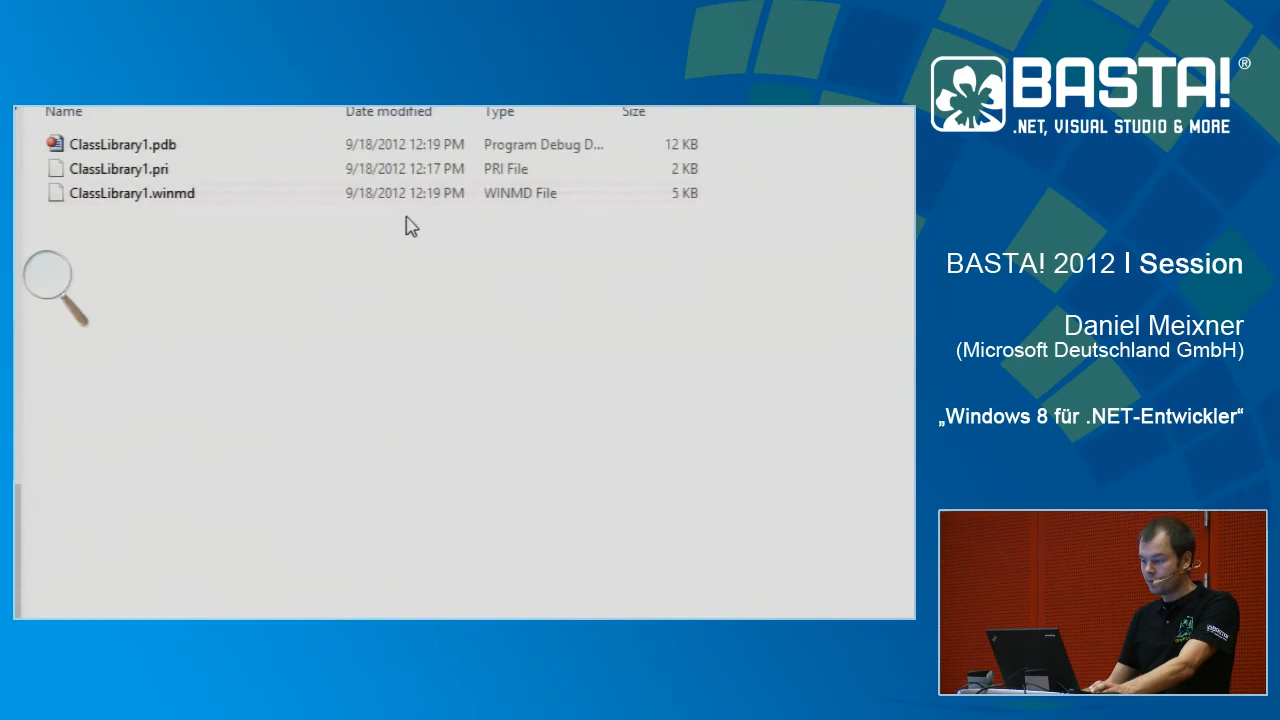 Name Date modified Type Size
ClassLibrary1.pdb 9/18/2012 12:19 PM Program Debug D... 12 KB
ClassLibrary1.pri 9/18/2012 12:17 PM PRI File 2 KB
ClassLibrary1.winmd 9/18/2012 12:19 PM WINMD File 5 KB
BASTA!®
.NET, VISUAL STUDIO & MORE
BASTA! 2012 I Session
Daniel Meixner
(Microsoft Deutschland GmbH)
„Windows 8 für .NET-Entwickler“
BASTA!